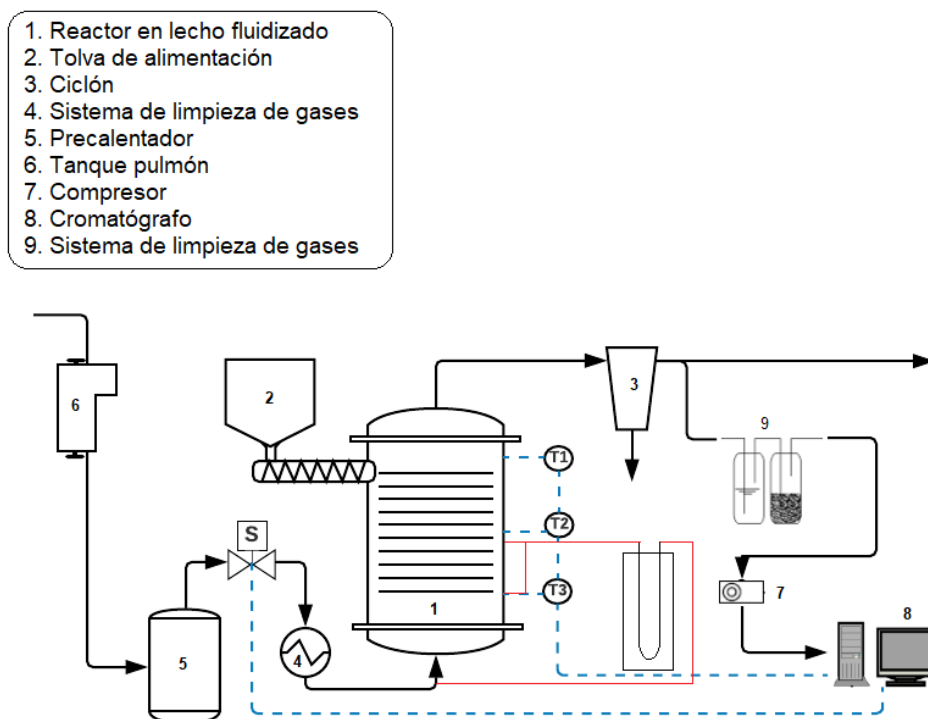 1. Reactor en lecho fluidizado
2. Tolva de alimentación
3. Ciclón
4. Sistema de limpieza de gases
5. Precalentador
6. Tanque pulmón
7. Compresor
8. Cromatógrafo
9. Sistema de limpieza de gases
6
2
3
9
T1
T2
S
T3
1
7
8
5
4